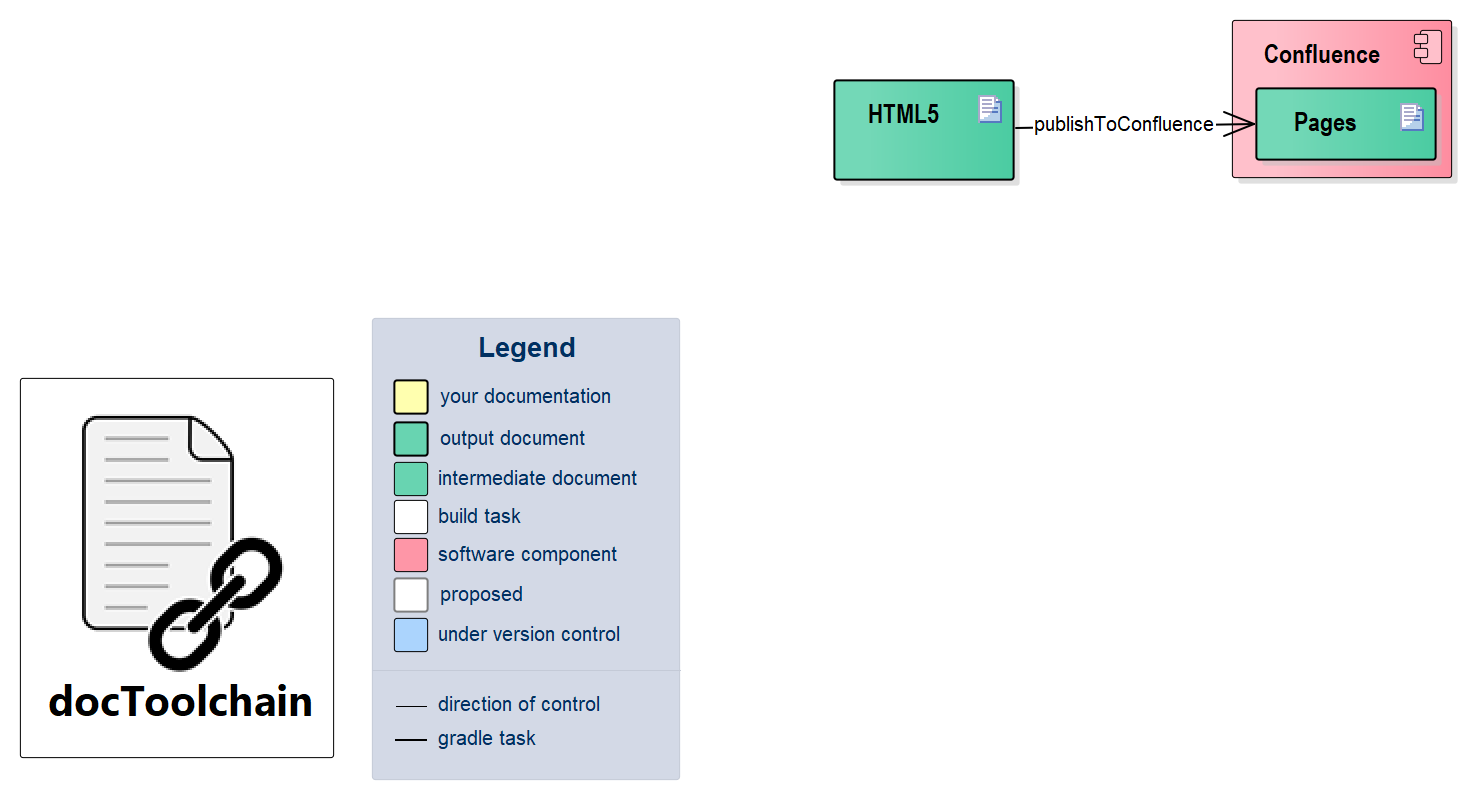 Confluence
HTML5
publishToConfluence
Pages
Legend
your documentation
output document
intermediate document
build task
software component
proposed
under version control
direction of control
gradle task
docToolchain